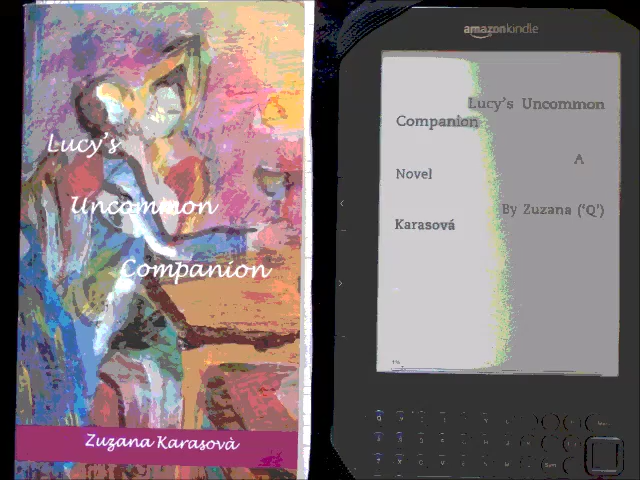 Lucy's
Uncommon
Companion
Zuzana Karasovà
amazonkindle
Lucy's Uncommon
Companion
A
Novel
By Zuzana ('Q')
Karasová